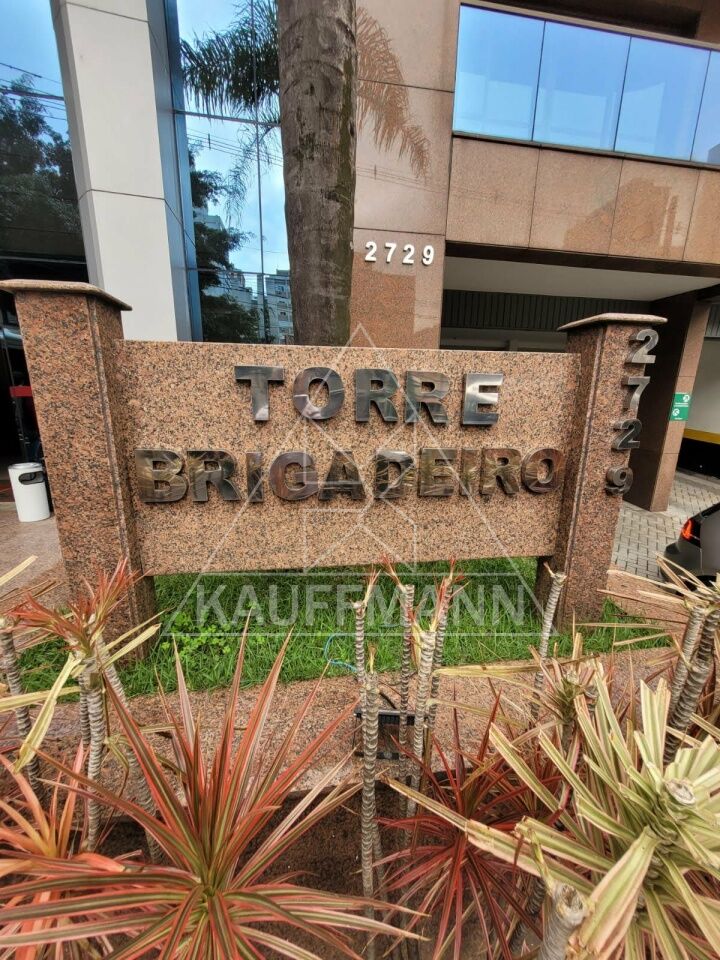 2729
TORRE
BRIGADEIRO
2729
KAUFFMANN